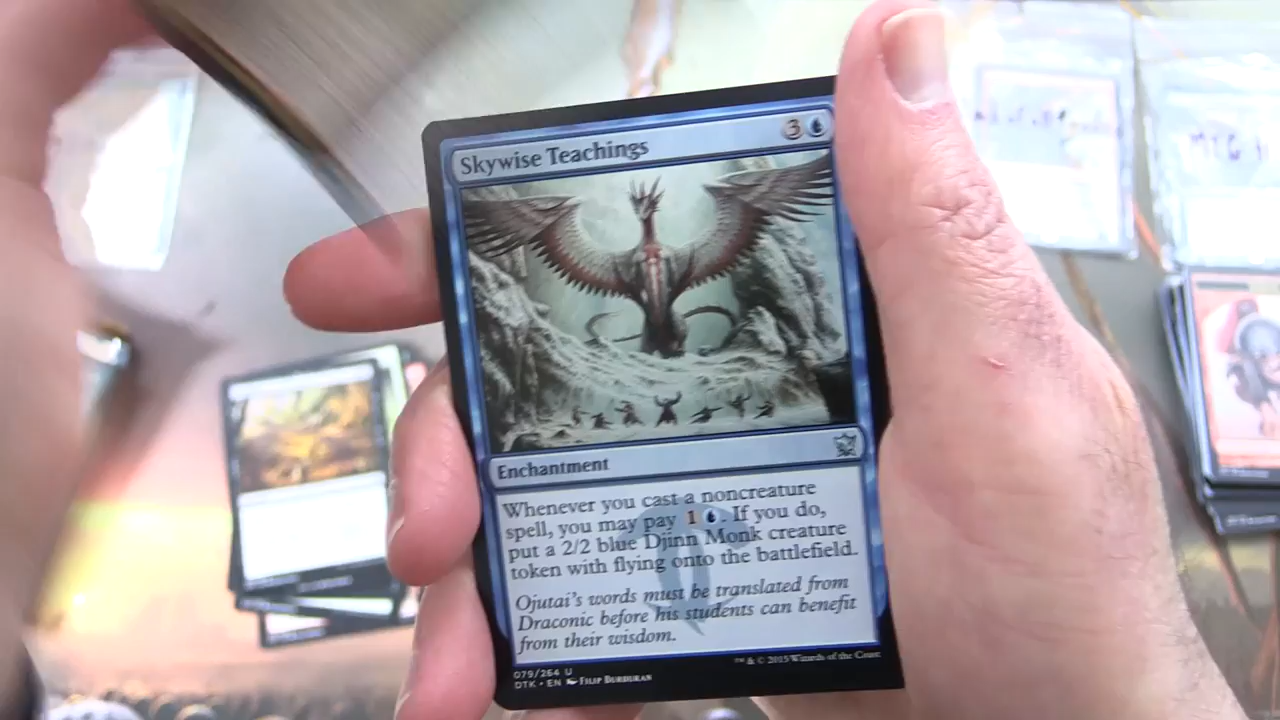 Skywise Teachings
3
Enchantment
Whenever you cast a noncreature
spell, you may pay 1 . If you do,
put a 2/2 blue Djinn Monk creature
token with flying onto the battlefield.
Ojutai's words must be translated from
Draconic before his students can benefit
from their wisdom.
079/264 U
DTK • EN Filip Burburan
™ & © 2015 Wizards of the Coast
MTG